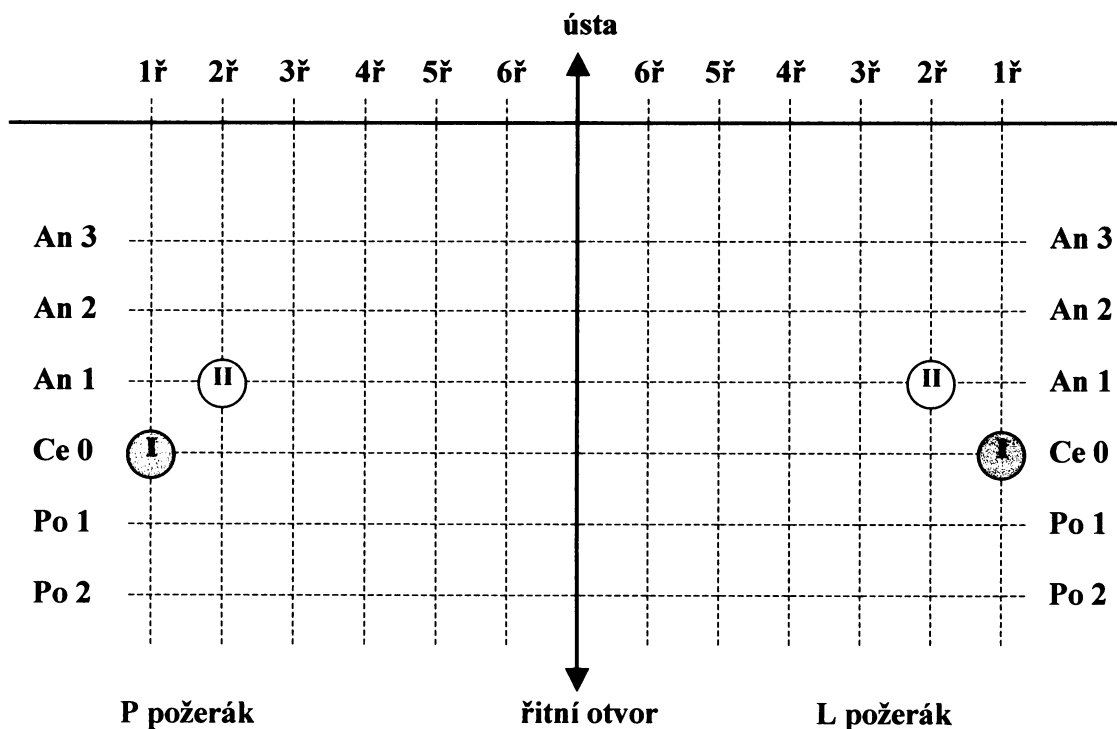 ústa
1ř 2ř 3ř 4ř 5ř 6ř 6ř 5ř 4ř 3ř 2ř 1ř
An 3 An 3
An 2 An 2
An 1 II II An 1
Ce 0 I I Ce 0
Po 1 Po 1
Po 2 Po 2
P požerák řitní otvor L požerák